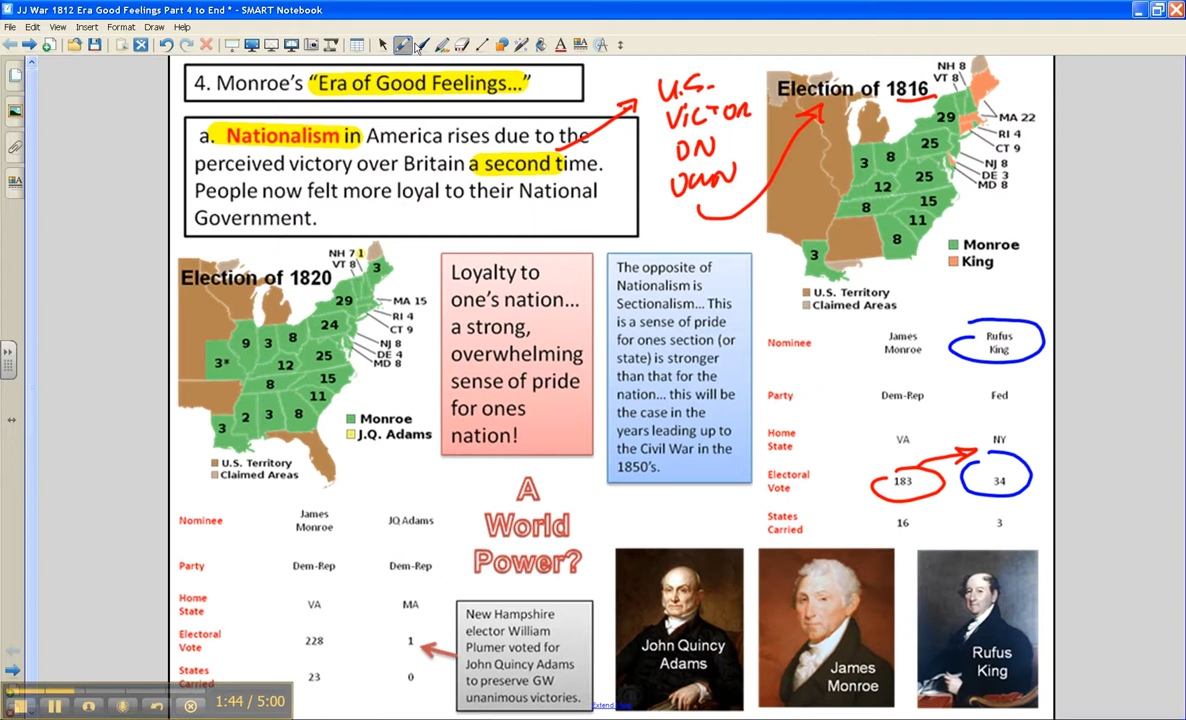 JJ War 1812 Era Good Feelings Part 4 to End * - SMART Notebook
File Edit View Insert Format Draw Help
4. Monroe's "Era of Good Feelings..."
a. Nationalism in America rises due to the
perceived victory over Britain a second time.
People now felt more loyal to their National
Government.
U.S.
VICTOR
ON
Election of 1816
NH 8
VT 8
MA 22
RI 4
CT 9
NJ 8
DE 3
MD 8
29
25
3
8
25
12
15
8
11
8
3
Monroe
King
U.S. Territory
Claimed Areas
Election of 1820
NH 7 1
VT 8
3
MA 15
RI 4
CT 9
NJ 8
DE 4
MD 8
29
24
9
3
8
3*
12
25
8
15
11
2
3
8
3
Monroe
J.Q. Adams
U.S. Territory
Claimed Areas
Loyalty to
one's nation...
a strong,
overwhelming
sense of pride
for ones
nation!
The opposite of
Nationalism is
Sectionalism... This
is a sense of pride
for ones section (or
state) is stronger
than that for the
nation... this will be
the case in the
years leading up to
the Civil War in the
1850's.
Nominee James Monroe Rufus King
Party Dem-Rep Fed
Home State VA NY
Electoral Vote 183 34
States Carried 16 3
Nominee James Monroe JQ Adams
Party Dem-Rep Dem-Rep
Home State VA MA
Electoral Vote 228 1
States Carried 23 0
A
World
Power?
New Hampshire
elector William
Plumer voted for
John Quincy Adams
to preserve GW
unanimous victories.
John Quincy
Adams
James
Monroe
Rufus
King
1:44 / 5:00